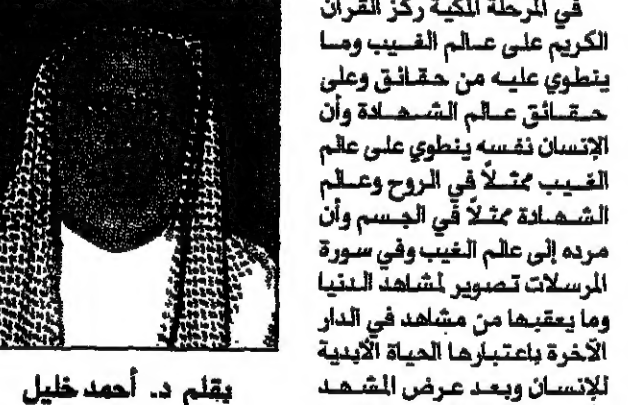 في المرحلة المكية ركز القرآن
الكريم على عالم الغيب وما
ينطوي عليه من حقائق وعلى
حقائق عالم الشهادة وأن
الإنسان نفسه ينطوي على عالم
الغيب ممثلاً في الروح وعالم
الشهادة ممثلاً في الجسم وأن
مرده إلى عالم الغيب وفي سورة
المرسلات تصوير لمشاهد الدنيا
وما يعقبها من مشاهد في الدار
الآخرة باعتبارها الحياة الأبدية
للإنسان وبعد عرض المشهد
بقلم د. أحمد خليل